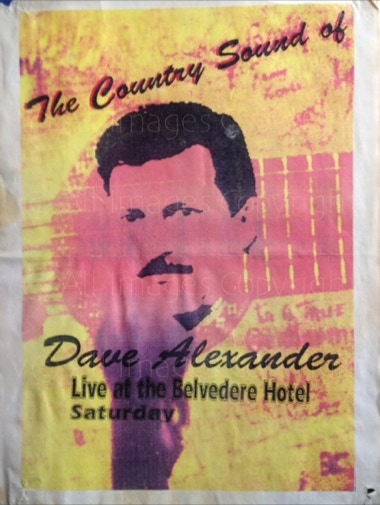 The Country Sound of
Dave Alexander
Live at the Belvedere Hotel
Saturday